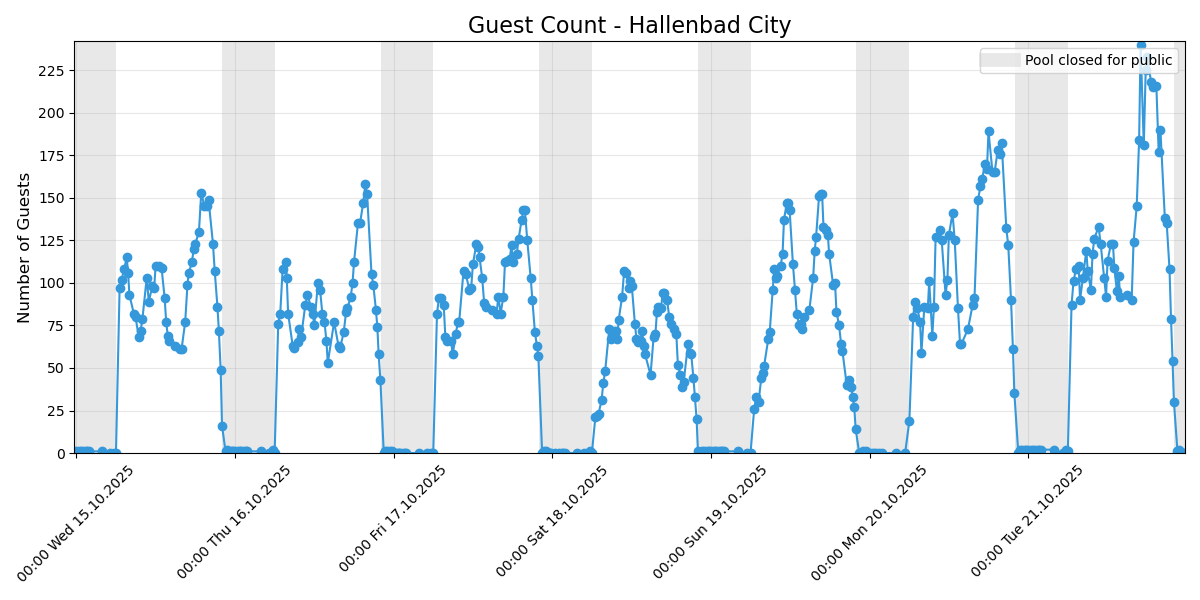 Guest Count - Hallenbad City
Pool closed for public
Number of Guests
225
200
175
150
125
100
75
50
25
0
00:00 Wed 15.10.2025
00:00 Thu 16.10.2025
00:00 Fri 17.10.2025
00:00 Sat 18.10.2025
00:00 Sun 19.10.2025
00:00 Mon 20.10.2025
00:00 Tue 21.10.2025